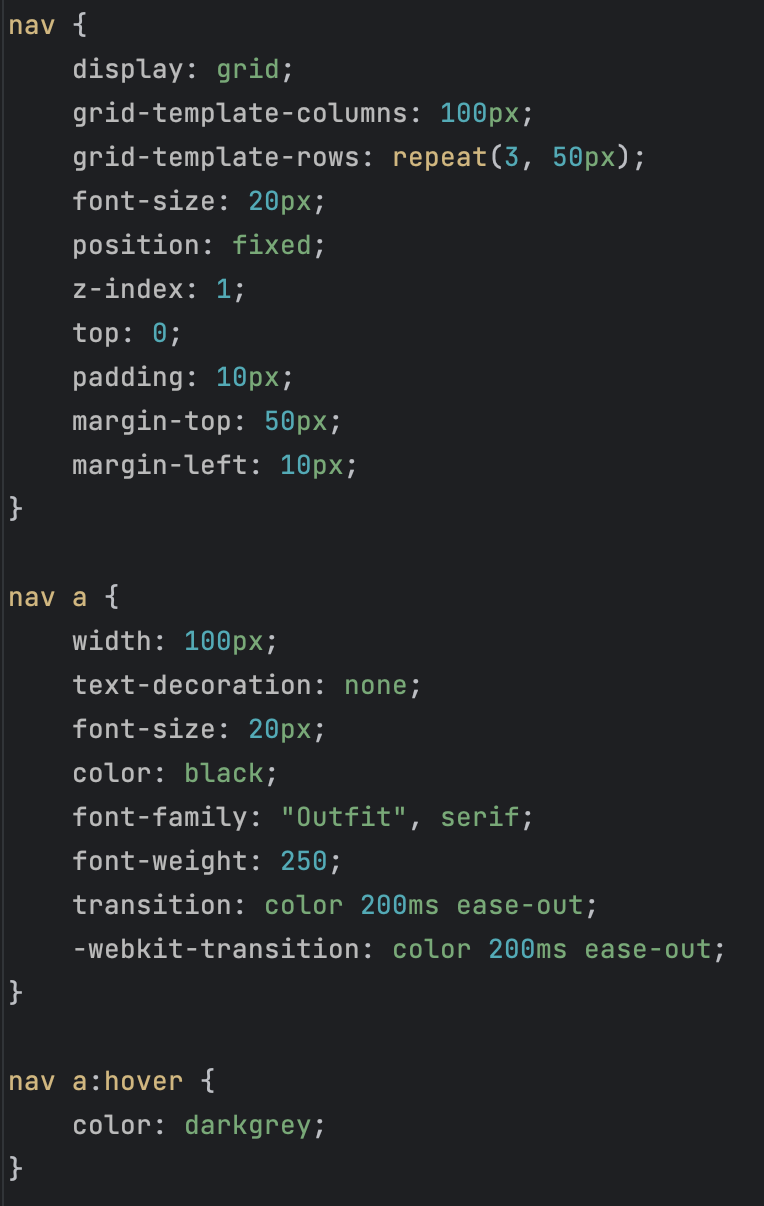 nav {
    display: grid;
    grid-template-columns: 100px;
    grid-template-rows: repeat(3, 50px);
    font-size: 20px;
    position: fixed;
    z-index: 1;
    top: 0;
    padding: 10px;
    margin-top: 50px;
    margin-left: 10px;
}

nav a {
    width: 100px;
    text-decoration: none;
    font-size: 20px;
    color: black;
    font-family: "Outfit", serif;
    font-weight: 250;
    transition: color 200ms ease-out;
    -webkit-transition: color 200ms ease-out;
}

nav a:hover {
    color: darkgrey;
}